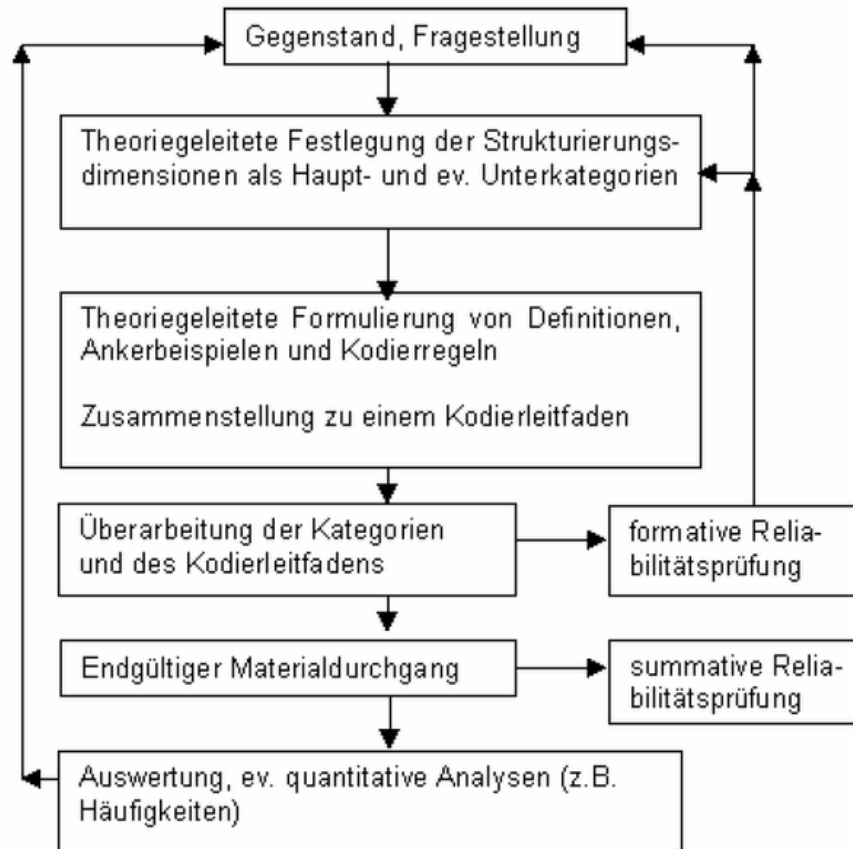 Gegenstand, Fragestellung
Theoriegeleitete Festlegung der Strukturierungs-
dimensionen als Haupt- und ev. Unterkategorien
Theoriegeleitete Formulierung von Definitionen,
Ankerbeispielen und Kodierregeln
Zusammenstellung zu einem Kodierleitfaden
Überarbeitung der Kategorien
und des Kodierleitfadens
formative Relia-
bilitätsprüfung
Endgültiger Materialdurchgang
summative Relia-
bilitätsprüfung
Auswertung, ev. quantitative Analysen (z.B.
Häufigkeiten)